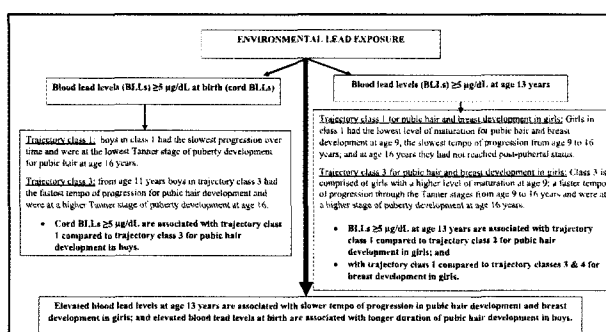 ENVIRONMENTAL LEAD EXPOSURE
Blood lead levels (BLLs) ≥5 µg/dL at birth (cord BLLs)
Blood lead levels (BLLs) ≥5 µg/dL at age 13 years
Trajectory class 1: boys in class 1 had the slowest progression over
time and were at the lowest Tanner stage of puberty development
for pubic hair at age 16 years.
Trajectory class 3: from age 11 years boys in trajectory class 3 had
the fastest tempo of progression for pubic hair development and
were at a higher Tanner stage of puberty development at age 16.
• Cord BLLs ≥5 µg/dL are associated with trajectory class
1 compared to trajectory class 3 for pubic hair
development in boys.
Trajectory class 1 for pubic hair and breast development in girls: Girls in
class 1 had the lowest level of maturation for pubic hair and breast
development at age 9, the slowest tempo of progression from age 9 to 16
years; and at age 16 years they had not reached post-pubertal status.
Trajectory class 3 for pubic hair and breast development in girls: Class 3 is
comprised of girls with a higher level of maturation at age 9; a faster tempo
of progression through the Tanner stages from age 9 to 16 years and were at
a higher stage of puberty development at age 16 years.
• BLLs ≥5 µg/dL at age 13 years are associated with trajectory
class 1 compared to trajectory class 2 for pubic hair
development in girls; and
• with trajectory class 1 compared to trajectory classes 3 & 4 for
breast development in girls.
Elevated blood lead levels at age 13 years are associated with slower tempo of progression in pubic hair development and breast
development in girls; and elevated blood lead levels at birth are associated with longer duration of pubic hair development in boys.